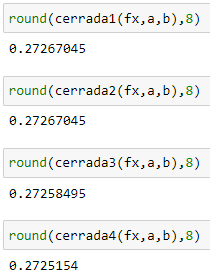 round(cerrada1(fx,a,b),8)
0.27267045
round(cerrada2(fx,a,b),8)
0.27267045
round(cerrada3(fx,a,b),8)
0.27258495
round(cerrada4(fx,a,b),8)
0.2725154